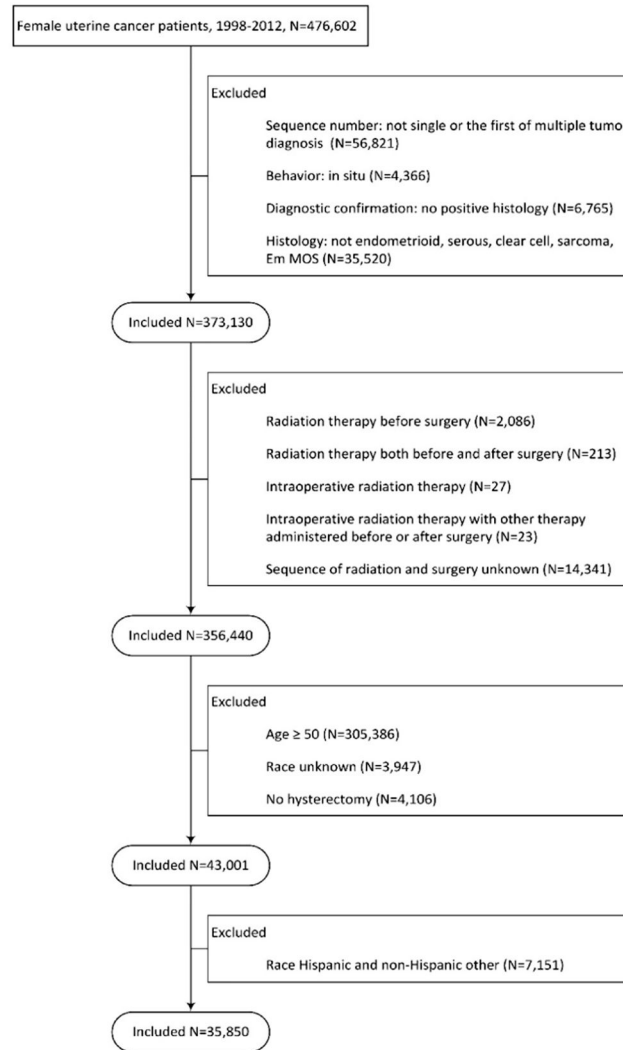 Female uterine cancer patients, 1998-2012, N=476,602
Excluded
Sequence number: not single or the first of multiple tumo
diagnosis (N=56,821)
Behavior: in situ (N=4,366)
Diagnostic confirmation: no positive histology (N=6,765)
Histology: not endometrioid, serous, clear cell, sarcoma,
Em MOS (N=35,520)
Included N=373,130
Excluded
Radiation therapy before surgery (N=2,086)
Radiation therapy both before and after surgery (N=213)
Intraoperative radiation therapy (N=27)
Intraoperative radiation therapy with other therapy
administered before or after surgery (N=23)
Sequence of radiation and surgery unknown (N=14,341)
Included N=356,440
Excluded
Age ≥ 50 (N=305,386)
Race unknown (N=3,947)
No hysterectomy (N=4,106)
Included N=43,001
Excluded
Race Hispanic and non-Hispanic other (N=7,151)
Included N=35,850